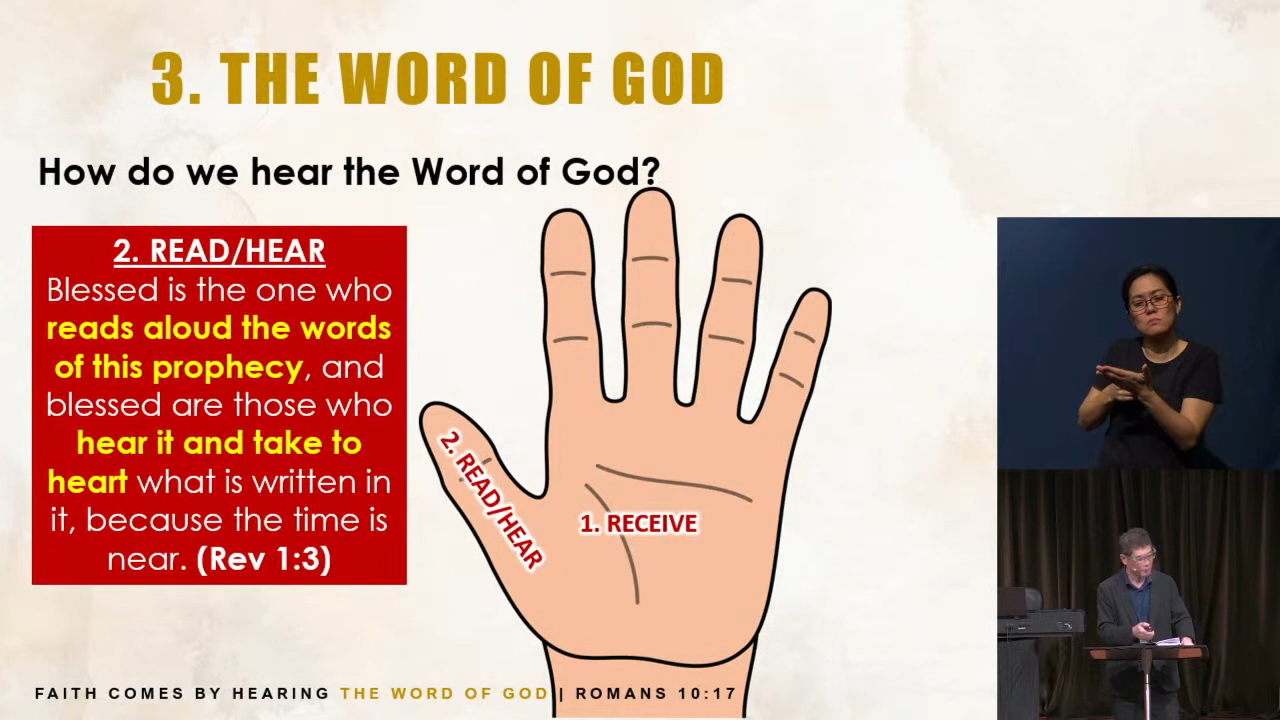 3. THE WORD OF GOD
How do we hear the Word of God?
2. READ/HEAR
Blessed is the one who
reads aloud the words
of this prophecy, and
blessed are those who
hear it and take to
heart what is written in
it, because the time is
near. (Rev 1:3)
2. READ/HEAR
1. RECEIVE
FAITH COMES BY HEARING THE WORD OF GOD | ROMANS 10:17